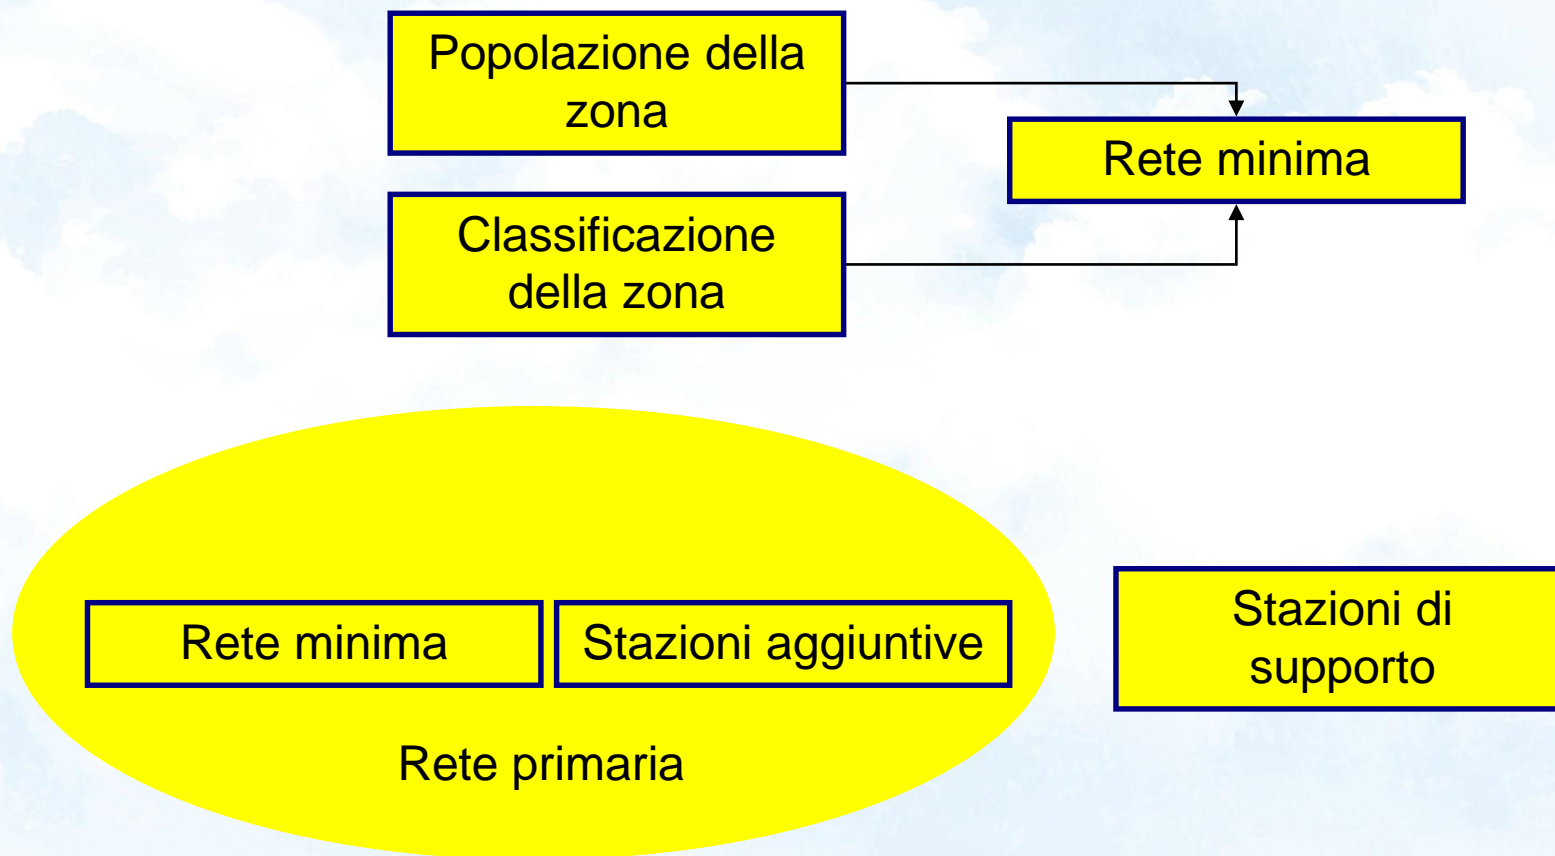 Popolazione della
zona
Rete minima
Classificazione
della zona
Rete minima
Stazioni aggiuntive
Stazioni di
supporto
Rete primaria